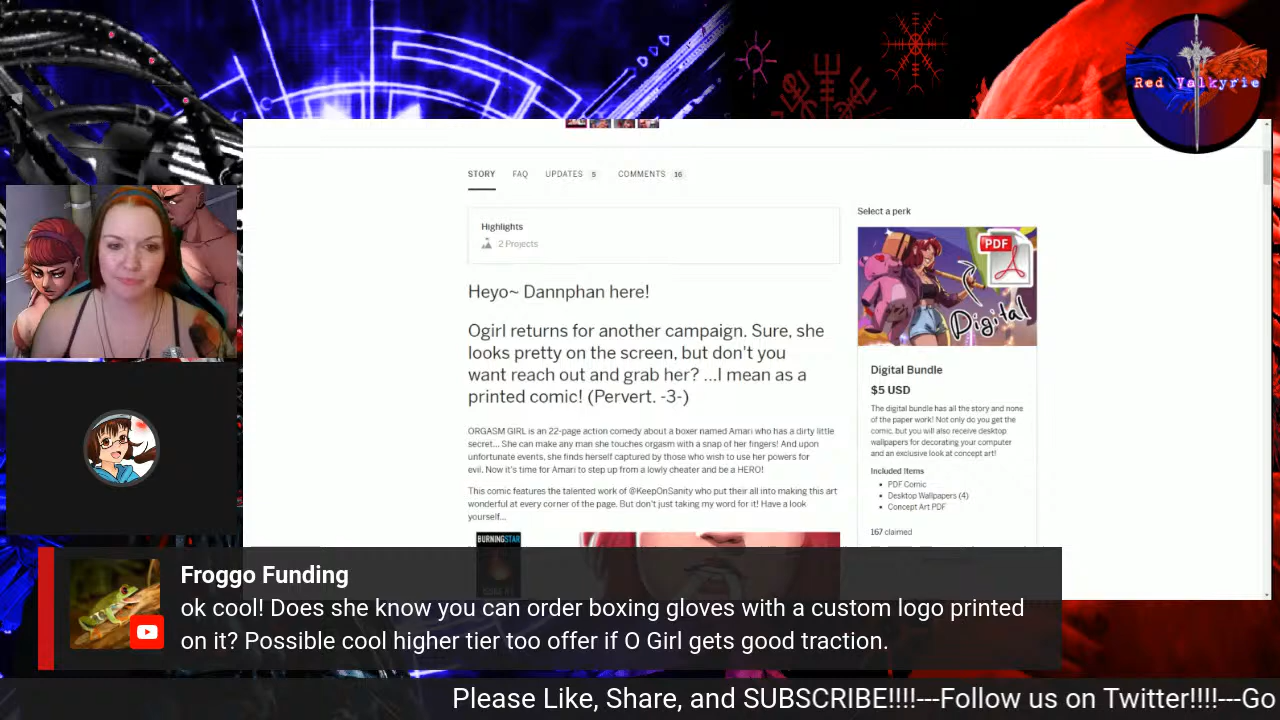 Red Valkyrie
STORY
FAQ
UPDATES 5
COMMENTS 16
Highlights
2 Projects
Heyo~ Dannphan here!
Ogirl returns for another campaign. Sure, she
looks pretty on the screen, but don't you
want reach out and grab her? ...I mean as a
printed comic! (Pervert. -3-)
ORGASM GIRL is an 22-page action comedy about a boxer named Amari who has a dirty little
secret... She can make any man she touches orgasm with a snap of her fingers! And upon
unfortunate events, she finds herself captured by those who wish to use her powers for
evil. Now it's time for Amari to step up from a lowly cheater and be a HERO!
This comic features the talented work of @KeepOnSanity who put their all into making this art
wonderful at every corner of the page. But don't just taking my word for it! Have a look
yourself...
BURNINGSTAR
Select a perk
PDF
Digital
Digital Bundle
$5 USD
The digital bundle has all the story and none
of the paper work! Not only do you get the
comic, but you will also receive desktop
wallpapers for decorating your computer
and an exclusive look at concept art!
Included Items
PDF Comic
Desktop Wallpapers (4)
Concept Art PDF
167 claimed
Froggo Funding
ok cool! Does she know you can order boxing gloves with a custom logo printed
on it? Possible cool higher tier too offer if O Girl gets good traction.
Please Like, Share, and SUBSCRIBE!!!!---Follow us on Twitter!!!!---Go